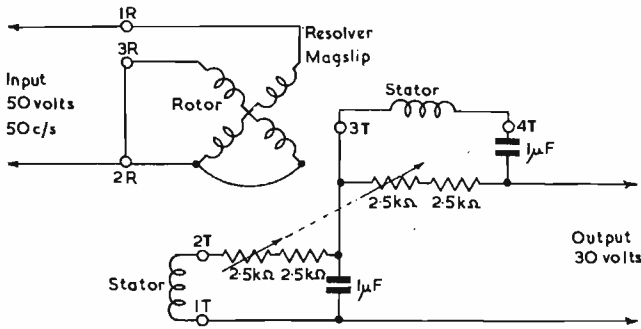 1R
3R
Resolver
Magslip
Input
50 volts
50 c/s
Rotor
2R
Stator
3T
4T
1μF
2·5kΩ
2·5kΩ
2T
2·5kΩ
2·5kΩ
1μF
Stator
1T
Output
30 volts